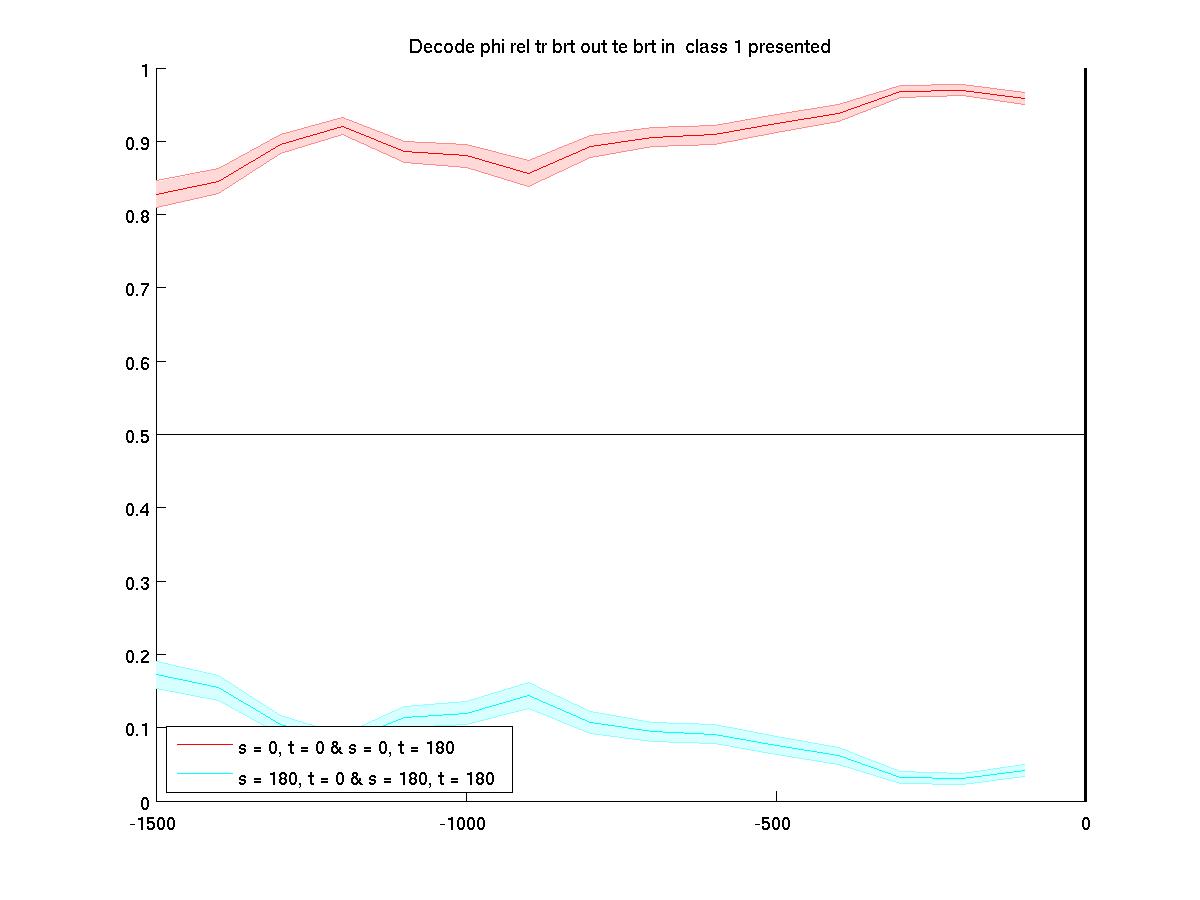 Decode phi rel tr brt out te brt in  class 1 presented
1
0.9
0.8
0.7
0.6
0.5
0.4
0.3
0.2
0.1
0
s = 0, t = 0 & s = 0, t = 180
s = 180, t = 0 & s = 180, t = 180
-1500 -1000 -500 0